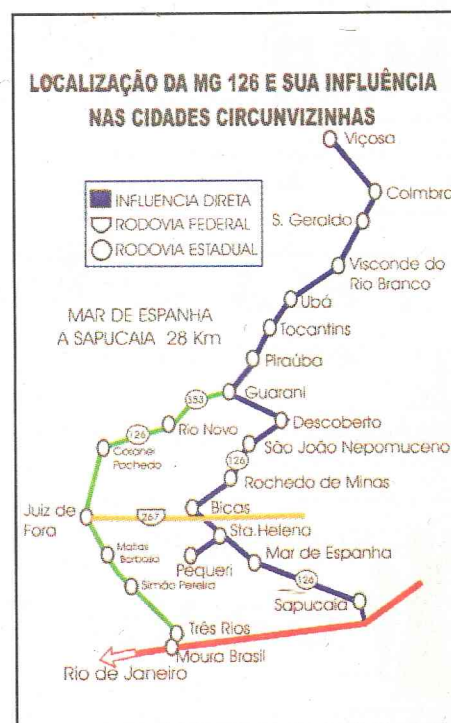 LOCALIZAÇÃO DA MG 126 E SUA INFLUÊNCIA
NAS CIDADES CIRCUNVIZINHAS
Viçosa
INFLUENCIA DIRETA
RODOVIA FEDERAL
RODOVIA ESTADUAL
Coimbra
S. Geraldo
Visconde do
Rio Branco
MAR DE ESPANHA
A SAPUCAIA 28 Km
Ubá
Tocantins
Piraúba
353
Guarani
126
Rio Novo
Descoberto
Coronel
Pacheco
São João Nepomuceno
126
Rochedo de Minas
Juiz de
Fora
267
Bicas
Sta. Helena
Matias
Barbosa
Pequeri
Mar de Espanha
Simão Pereira
126
Sapucaia
Três Rios
Moura Brasil
Rio de Janeiro